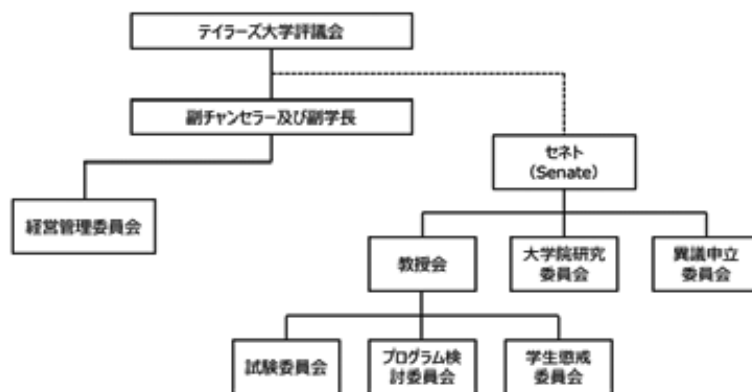 テイラーズ大学評議会
副チャンセラー及び副学長
セネト
（Senate）
経営管理委員会
教授会
大学院研究
委員会
異議申立
委員会
試験委員会
プログラム検
討委員会
学生懲戒
委員会